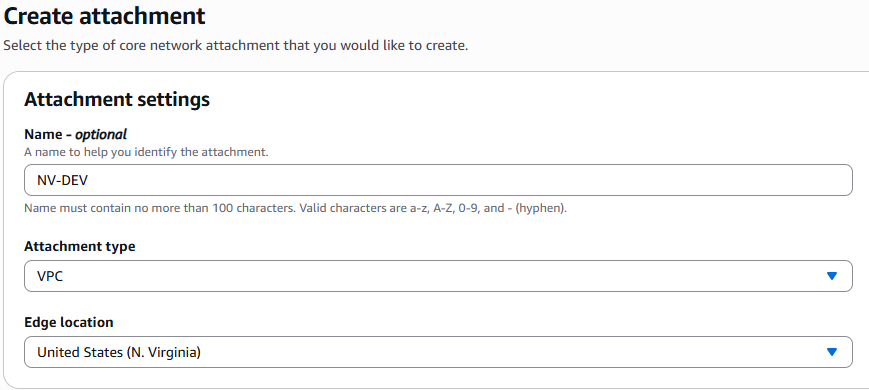 Create attachment
Select the type of core network attachment that you would like to create.
Attachment settings
Name - optional
A name to help you identify the attachment.
NV-DEV
Name must contain no more than 100 characters. Valid characters are a-z, A-Z, 0-9, and - (hyphen).
Attachment type
VPC
Edge location
United States (N. Virginia)